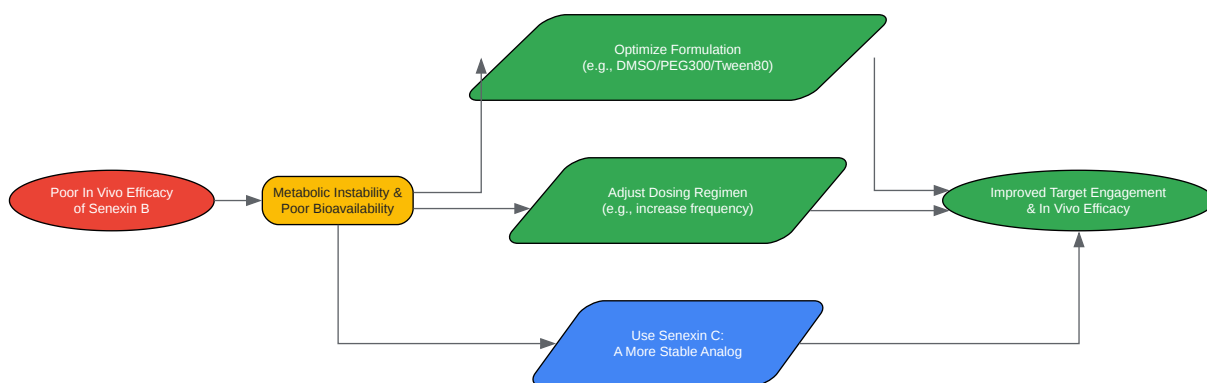 Poor In Vivo Efficacy
of Senexin B
Metabolic Instability &
Poor Bioavailability
Optimize Formulation
(e.g., DMSO/PEG300/Tween80)
Adjust Dosing Regimen
(e.g., increase frequency)
Use Senexin C:
A More Stable Analog
Improved Target Engagement
& In Vivo Efficacy